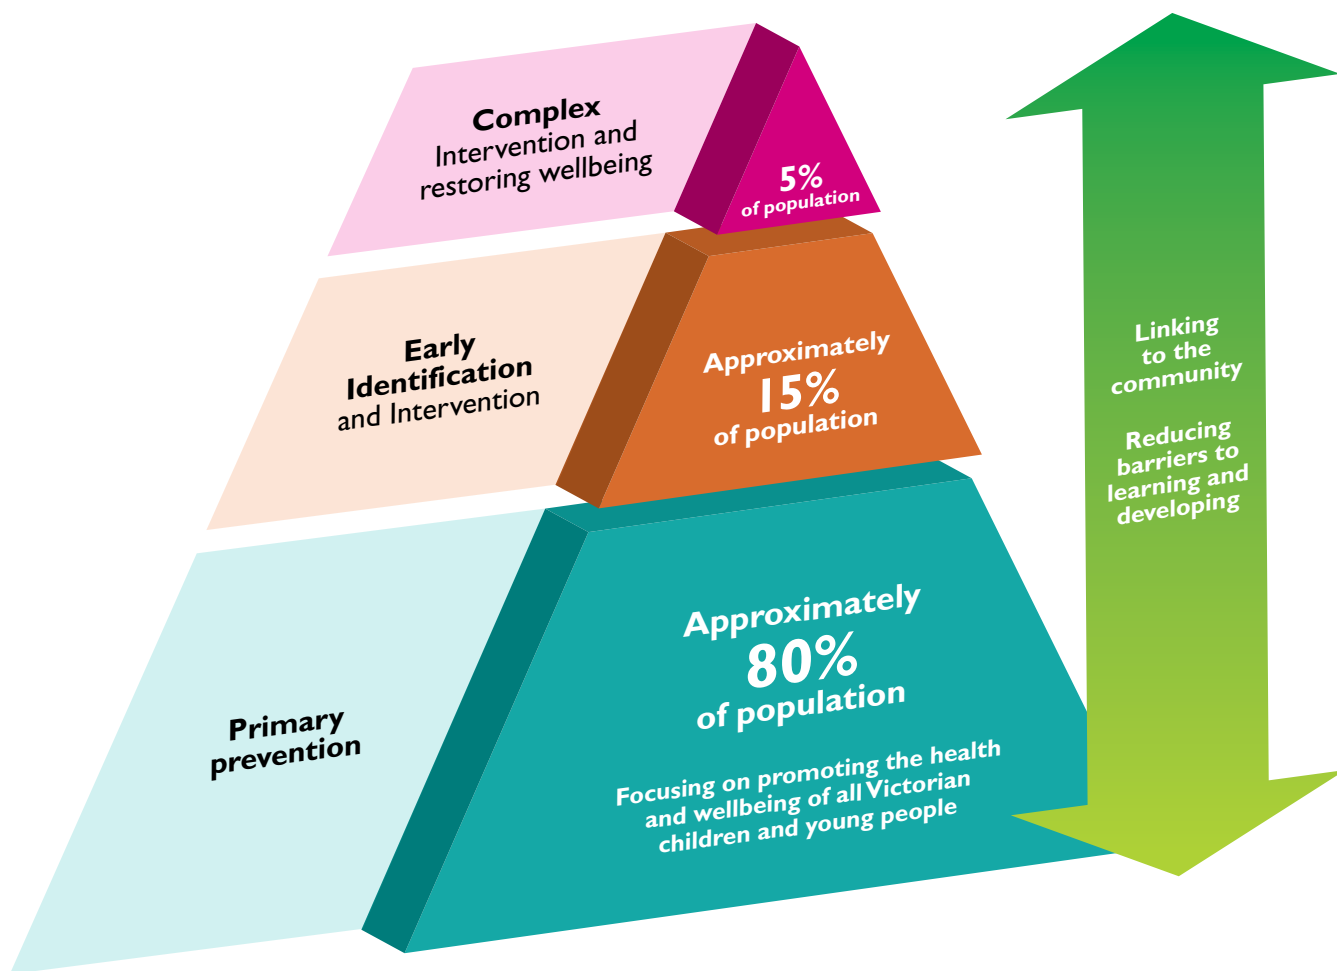 Complex
Intervention and
restoring wellbeing
5%
of population
Early
Identification
and Intervention
Approximately
15%
of population
Primary
prevention
Approximately
80%
of population
Focusing on promoting the health
and wellbeing of all Victorian
children and young people
Linking
to the
community
Reducing
barriers to
learning and
developing